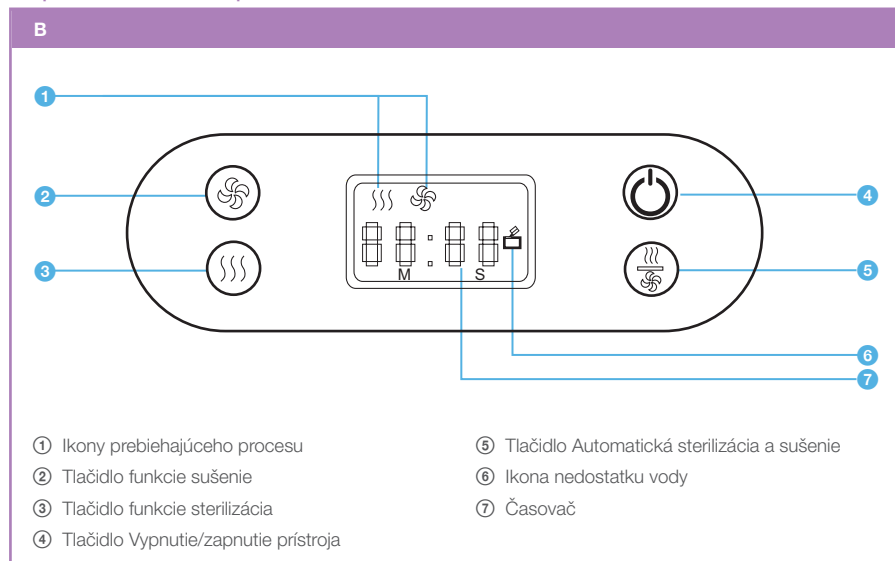 B
1
2
3
4
5
6
7
M S
① Ikony prebiehajúceho procesu
② Tlačidlo funkcie sušenie
③ Tlačidlo funkcie sterilizácia
④ Tlačidlo Vypnutie/zapnutie prístroja
⑤ Tlačidlo Automatická sterilizácia a sušenie
⑥ Ikona nedostatku vody
⑦ Časovač